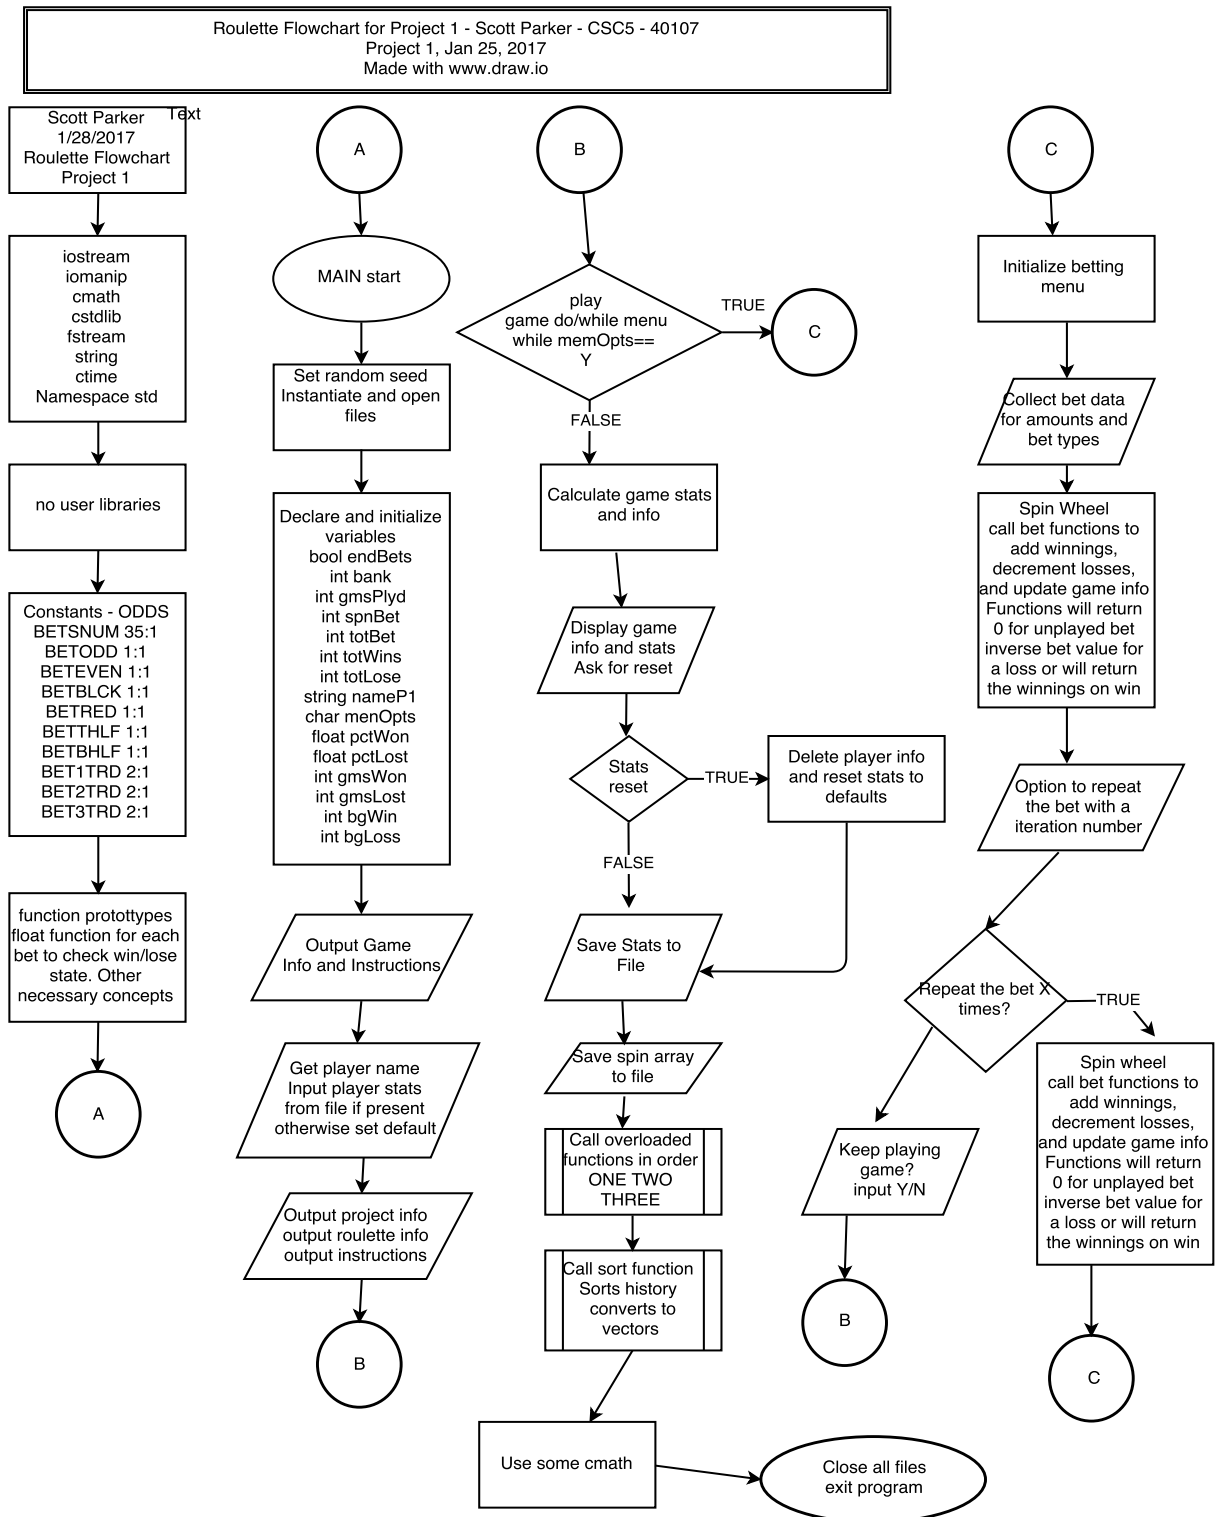 Roulette Flowchart for Project 1 - Scott Parker - CSC5 - 40107
Project 1, Jan 25, 2017
Made with www.draw.io
Text
Scott Parker
1/28/2017
Roulette Flowchart
Project 1
iostream
iomanip
cmath
cstdlib
fstream
string
ctime
Namespace std
no user libraries
Constants - ODDS
BETSNUM 35:1
BETODD 1:1
BETEVEN 1:1
BETBLCK 1:1
BETRED 1:1
BETTHLF 1:1
BETBHLF 1:1
BET1TRD 2:1
BET2TRD 2:1
BET3TRD 2:1
function protottypes
float function for each
bet to check win/lose
state. Other
necessary concepts
A
A
MAIN start
Set random seed
Instantiate and open
files
Declare and initialize
variables
bool endBets
int bank
int gmsPlyd
int spnBet
int totBet
int totWins
int totLose
string nameP1
char menOpts
float pctWon
float pctLost
int gmsWon
int gmsLost
int bgWin
int bgLoss
Output Game
Info and Instructions
Get player name
Input player stats
from file if present
otherwise set default
Output project info
output roulette info
output instructions
B
B
play
game do/while menu
while memOpts==
Y
TRUE
C
FALSE
Calculate game stats
and info
Display game
info and stats
Ask for reset
Stats
reset
TRUE
Delete player info
and reset stats to
defaults
FALSE
Save Stats to
File
Save spin array
to file
Call overloaded
functions in order
ONE TWO
THREE
Call sort function
Sorts history
converts to
vectors
Use some cmath
Close all files
exit program
C
Initialize betting
menu
Collect bet data
for amounts and
bet types
Spin Wheel
call bet functions to
add winnings,
decrement losses,
and update game info
Functions will return
0 for unplayed bet
inverse bet value for
a loss or will return
the winnings on win
Option to repeat
the bet with a
iteration number
Repeat the bet X
times?
TRUE
Keep playing
game?
input Y/N
B
Spin wheel
call bet functions to
add winnings,
decrement losses,
and update game info
Functions will return
0 for unplayed bet
inverse bet value for
a loss or will return
the winnings on win
C